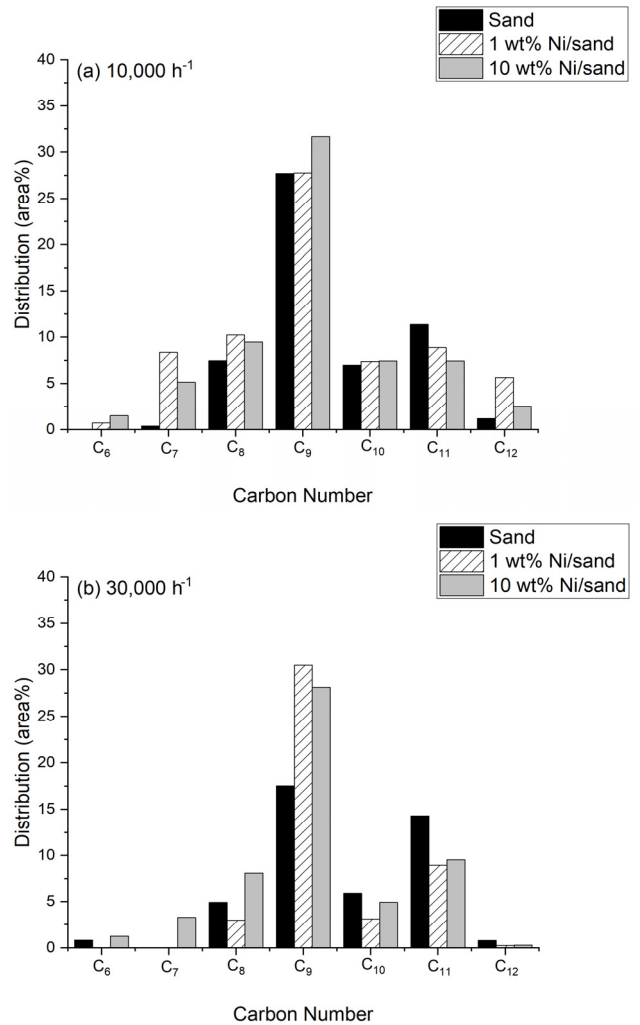 Sand
1 wt% Ni/sand
10 wt% Ni/sand
(a) 10,000 h⁻¹
40
35
30
25
20
15
10
5
0
Distribution (area%)
C₆ C₇ C₈ C₉ C₁₀ C₁₁ C₁₂
Carbon Number
Sand
1 wt% Ni/sand
10 wt% Ni/sand
(b) 30,000 h⁻¹
40
35
30
25
20
15
10
5
0
Distribution (area%)
C₆ C₇ C₈ C₉ C₁₀ C₁₁ C₁₂
Carbon Number